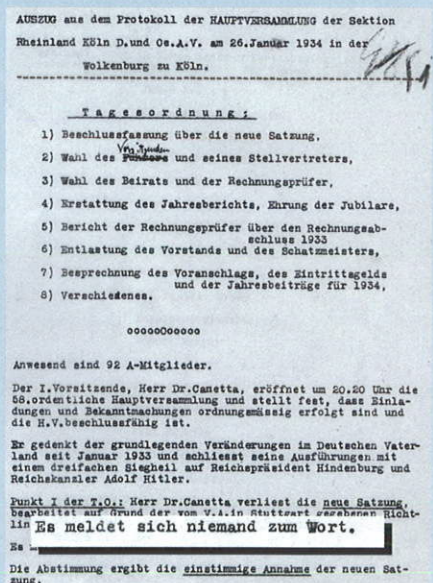 AUSZUG aus dem Protokoll der HAUPTVERSAMMLUNG der Sektion
Rheinland Köln D.und Oe.A.V. am 26.Januar 1934 in der
Wolkenburg zu Köln.
Tagesordnung:
1) Beschlussfassung über die neue Satzung,
Vorsitzenden
2) Wahl des Führers und seines Stellvertreters,
3) Wahl des Beirats und der Rechnungsprüfer,
4) Erstattung des Jahresberichts, Ehrung der Jubilare,
5) Bericht der Rechnungsprüfer über den Rechnungsab-
schluss 1933
6) Entlastung des Vorstands und des Schatzmeisters,
7) Besprechnung des Voranschlags, des Eintrittsgelds
und der Jahresbeiträge für 1934,
8) Verschiedenes.
oooooOooooo
Anwesend sind 92 A-Mitglieder.
Der I.Vorsitzende, Herr Dr.Canetta, eröffnet um 20.20 Uhr die
58.ordentliche Hauptversammlung und stellt fest, dass Einla-
dungen und Bekanntmachungen ordnungsmässig erfolgt sind und
die H.V.beschlussfähig ist.
Er gedenkt der grundlegenden Veränderungen im Deutschen Vater-
land seit Januar 1933 und schliesst seine Ausführungen mit
einem dreifachen Siegheil auf Reichspräsident Hindenburg und
Reichskanzler Adolf Hitler.
Punkt I der T.O.: Herr Dr.Canetta verliest die neue Satzung,
bearbeitet auf Grund der vom V.A.in Stuttgart gegebenen Richt-
lin
Es meldet sich niemand zum Wort.
Es
Die Abstimmung ergibt die einstimmige Annahme der neuen Sat-
zung.